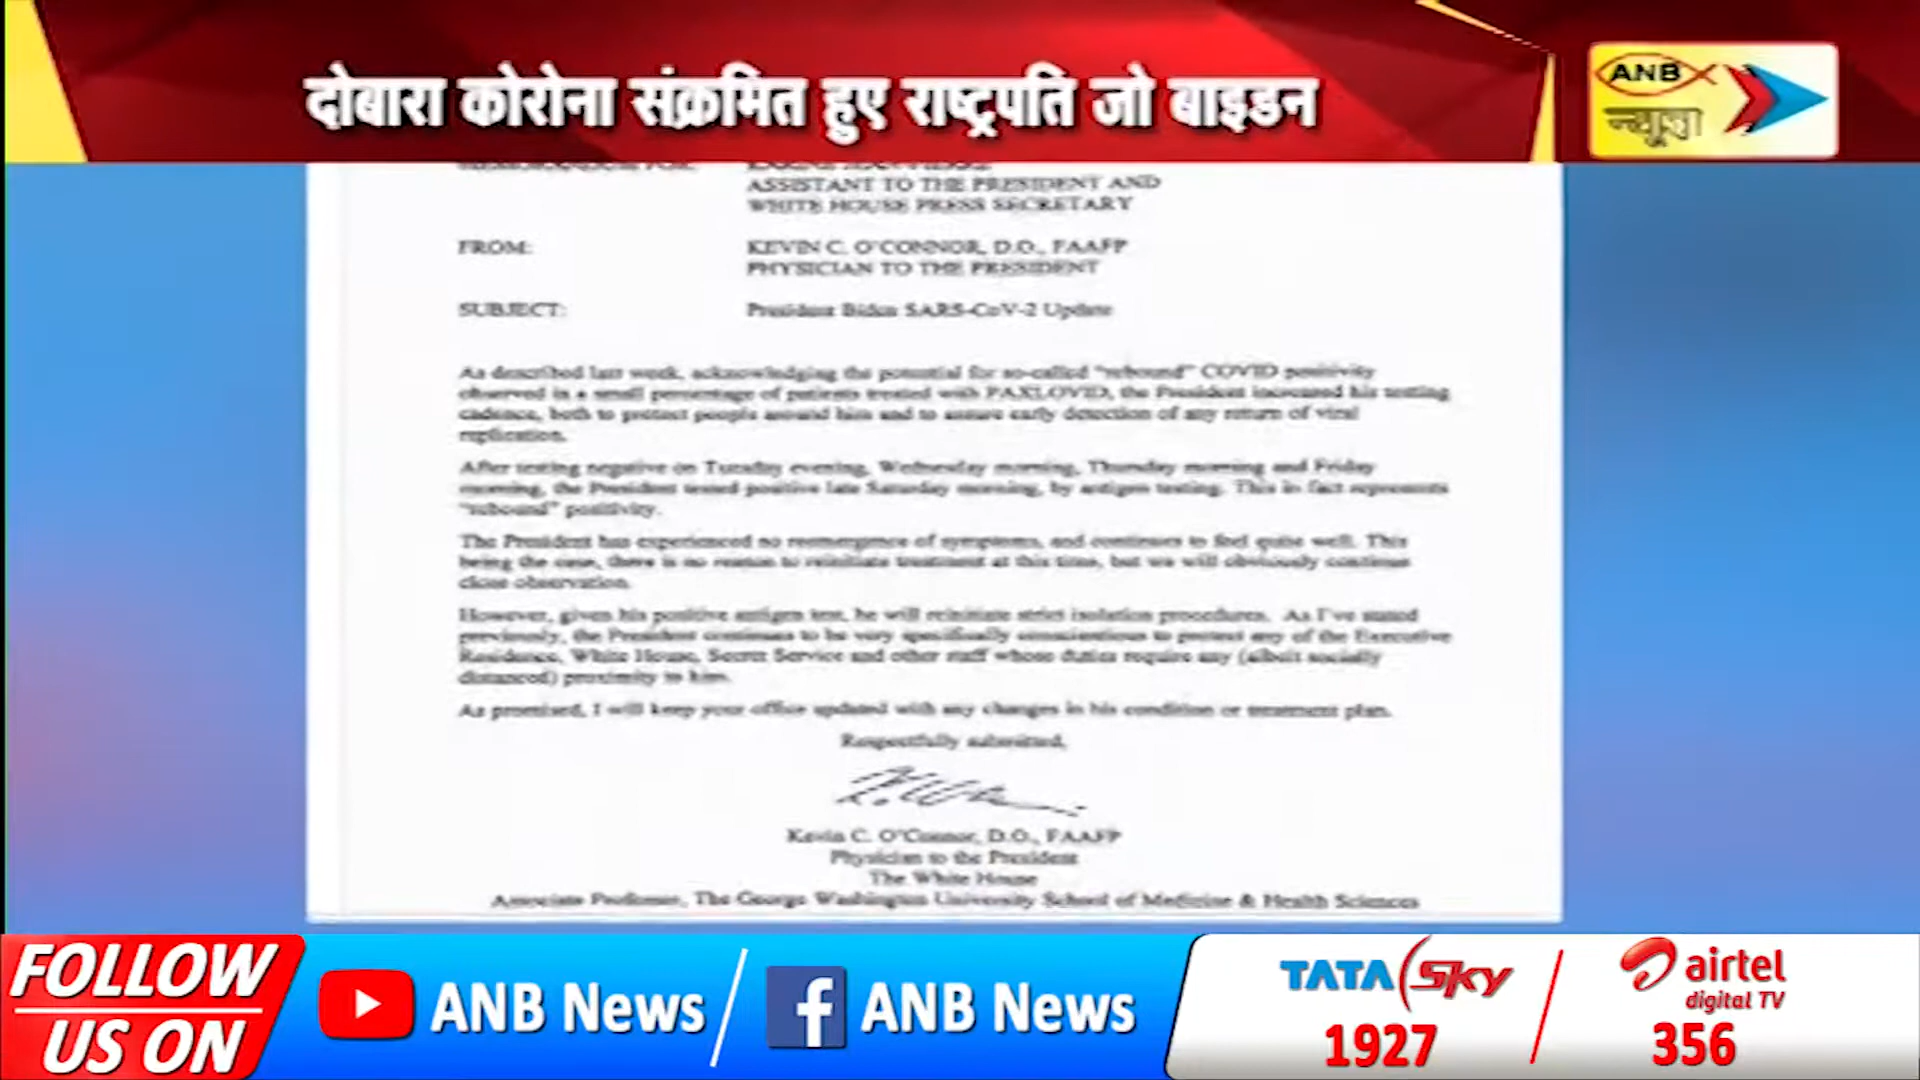 दोबारा कोरोना संक्रमित हुए राष्ट्रपति जो बाइडन
ANB
न्यूज़
ASSISTANT TO THE PRESIDENT AND
WHITE HOUSE PRESS SECRETARY
FROM: KEVIN C. O'CONNOR, D.O., FAAFP
PHYSICIAN TO THE PRESIDENT
SUBJECT: President Biden SARS-CoV-2 Update
As described last week, acknowledging the potential for so-called "rebound" COVID positivity
observed in a small percentage of patients treated with PAXLOVID, the President increased his testing
cadence, both to protect people around him and to assure early detection of any return of viral
replication.
After testing negative on Tuesday evening, Wednesday morning, Thursday morning and Friday
morning, the President tested positive late Saturday morning, by antigen testing. This in fact represents
"rebound" positivity.
The President has experienced no reemergence of symptoms, and continues to feel quite well. This
being the case, there is no reason to reinitiate treatment at this time, but we will obviously continue
close observation.
However, given his positive antigen test, he will reinitiate strict isolation procedures. As I've stated
previously, the President continues to be very specifically conscientious to protect any of the Executive
Residence, White House, Secret Service and other staff whose duties require any (albeit socially
distanced) proximity to him.
As promised, I will keep your office updated with any changes in his condition or treatment plan.
Respectfully submitted,
Kevin C. O'Connor, D.O., FAAFP
Physician to the President
The White House
Associate Professor, The George Washington University School of Medicine & Health Sciences
FOLLOW
US ON
ANB News
f ANB News
TATA Sky
1927
airtel
digital TV
356